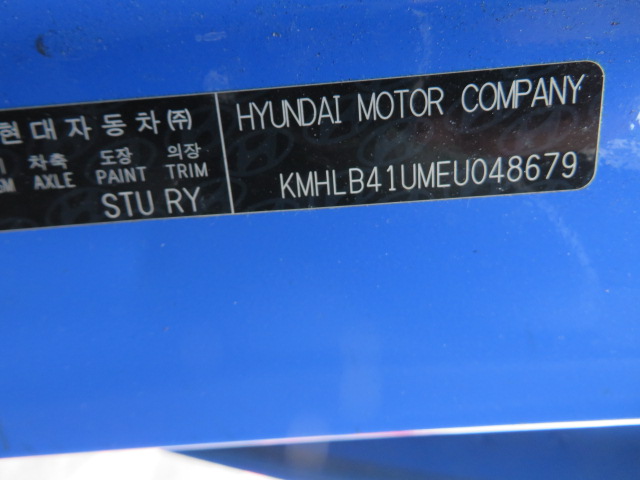 현대자동차㈜
차축 도장 의장
AXLE PAINT TRIM
STU RY
HYUNDAI MOTOR COMPANY
KMHLB41UMEU048679